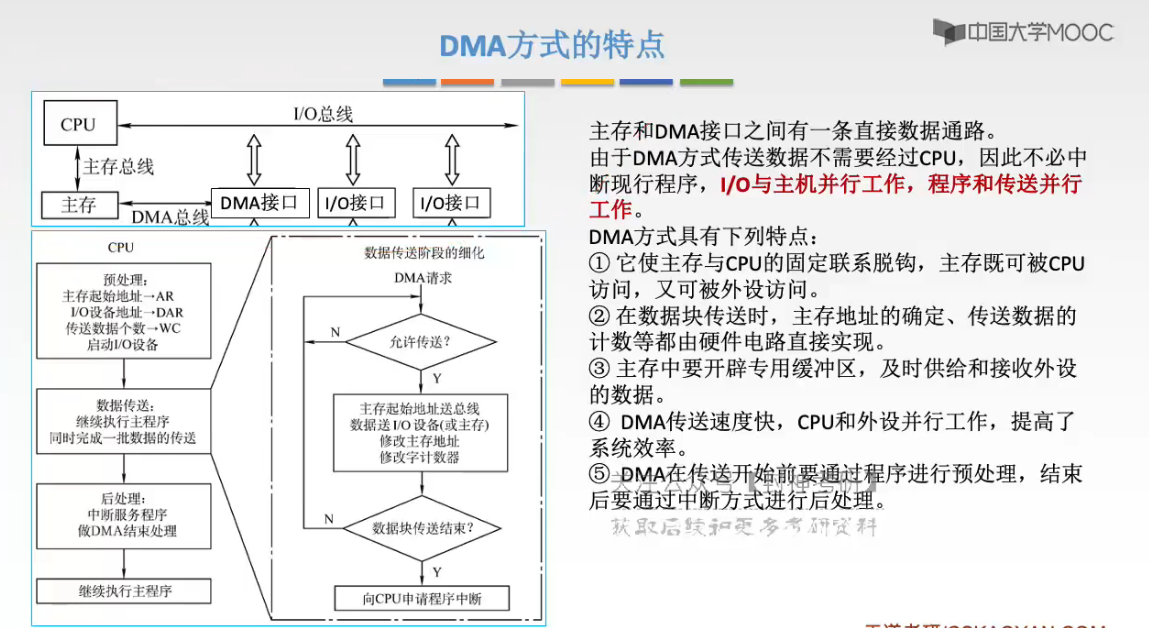 DMA方式的特点
中国大学MOOC
CPU
I/O总线
主存总线
主存
DMA总线
DMA接口
I/O接口
I/O接口
CPU
预处理：
主存起始地址→AR
I/O设备地址→DAR
传送数据个数→WC
启动I/O设备
数据传送：
继续执行主程序
同时完成一批数据的传送
后处理：
中断服务程序
做DMA结束处理
继续执行主程序
数据传送阶段的细化
DMA请求
N
允许传送？
Y
主存起始地址送总线
数据送I/O设备(或主存)
修改主存地址
修改字计数器
N
数据块传送结束？
Y
向CPU申请程序中断
主存和DMA接口之间有一条直接数据通路。
由于DMA方式传送数据不需要经过CPU，因此不必中
断现行程序，I/O与主机并行工作，程序和传送并行
工作。
DMA方式具有下列特点：
① 它使主存与CPU的固定联系脱钩，主存既可被CPU
访问，又可被外设访问。
② 在数据块传送时，主存地址的确定、传送数据的
计数等都由硬件电路直接实现。
③ 主存中要开辟专用缓冲区，及时供给和接收外设
的数据。
④ DMA传送速度快，CPU和外设并行工作，提高了
系统效率。
⑤ DMA在传送开始前要通过程序进行预处理，结束
后要通过中断方式进行后处理。
获取后续和更多考研资料